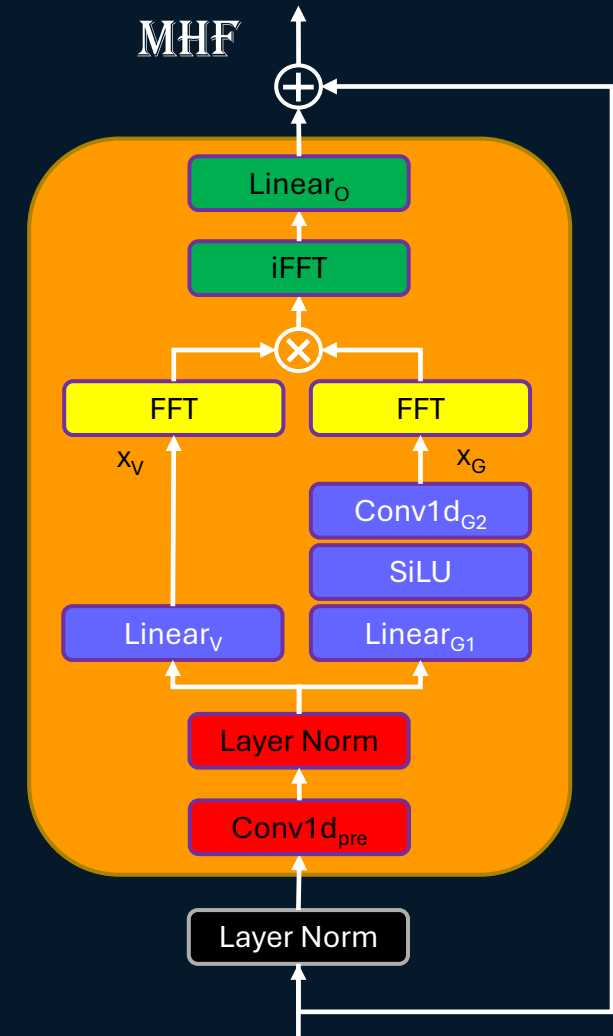 MHF
Linear_O
iFFT
FFT
FFT
x_V
x_G
Conv1d_G2
SiLU
Linear_V
Linear_G1
Layer Norm
Conv1d_pre
Layer Norm